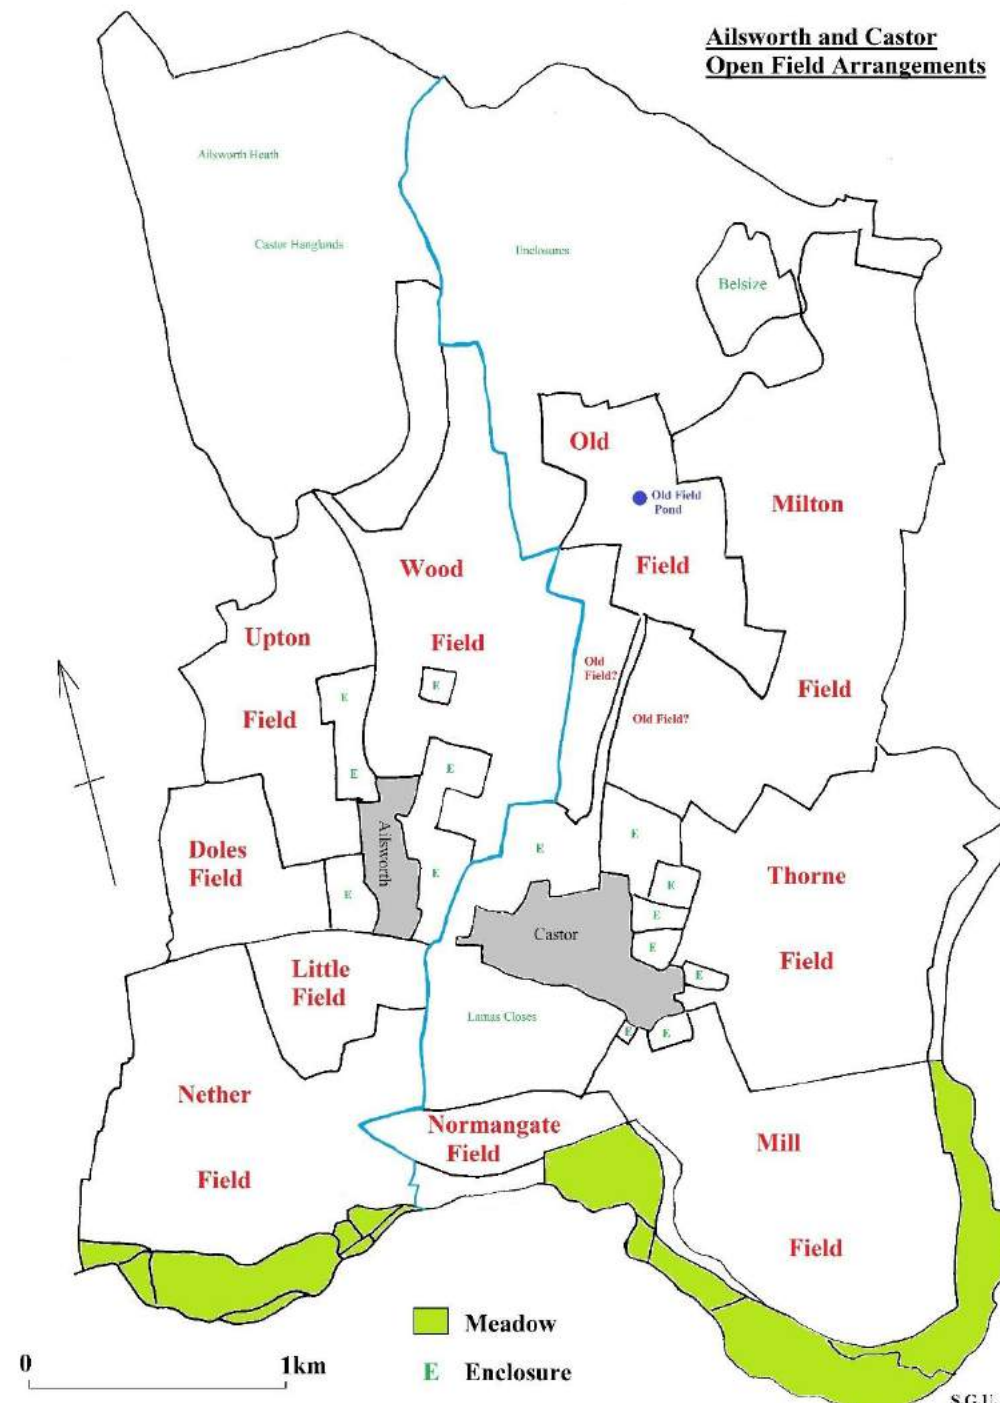 Ailsworth and Castor
Open Field Arrangements
Ailsworth Heath
Castor Hanglunds
Enclosures
Belsize
Old
Old Field
Pond
Milton
Wood
Field
Upton
Field
Old
Field?
Field
E
E
Field
Old Field?
E
E
Ailsworth
E
E
Doles
Field
E
E
Thorne
E
E
E
Castor
Field
E
Little
Field
Lamas Closes
E
E
Nether
Normangate
Field
Mill
Field
Field
Meadow
E Enclosure
0
1km
S.G.U.